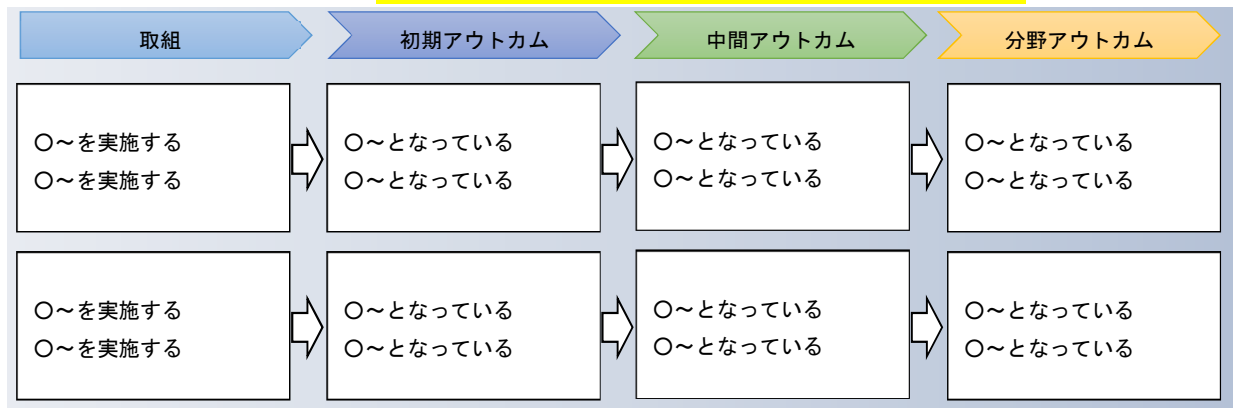 取組
初期アウトカム
中間アウトカム
分野アウトカム
〇～を実施する
〇～を実施する
〇～となっている
〇～となっている
〇～となっている
〇～となっている
〇～となっている
〇～となっている
〇～を実施する
〇～を実施する
〇～となっている
〇～となっている
〇～となっている
〇～となっている
〇～となっている
〇～となっている